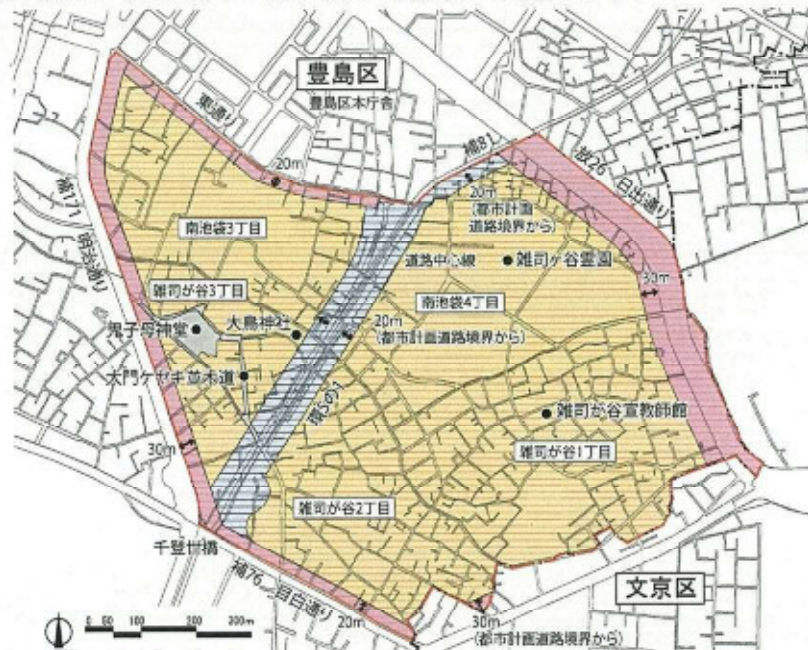 豊島区
豊島区本庁舎
東通り
20m
補81
放26 日出通り
20m
(都市計画
道路境界から)
補171 明治通り
南池袋3丁目
道路中心線
雑司ヶ谷霊園
30m
雑司が谷3丁目
南池袋4丁目
鬼子母神堂
大鳥神社
20m
(都市計画道路境界から)
大門ケヤキ並木道
環5の1
雑司が谷宣教師館
30m
雑司が谷1丁目
雑司が谷2丁目
千登世橋
補76 目白通り
文京区
20m
30m
(都市計画道路境界から)
0 50 100 200 300m